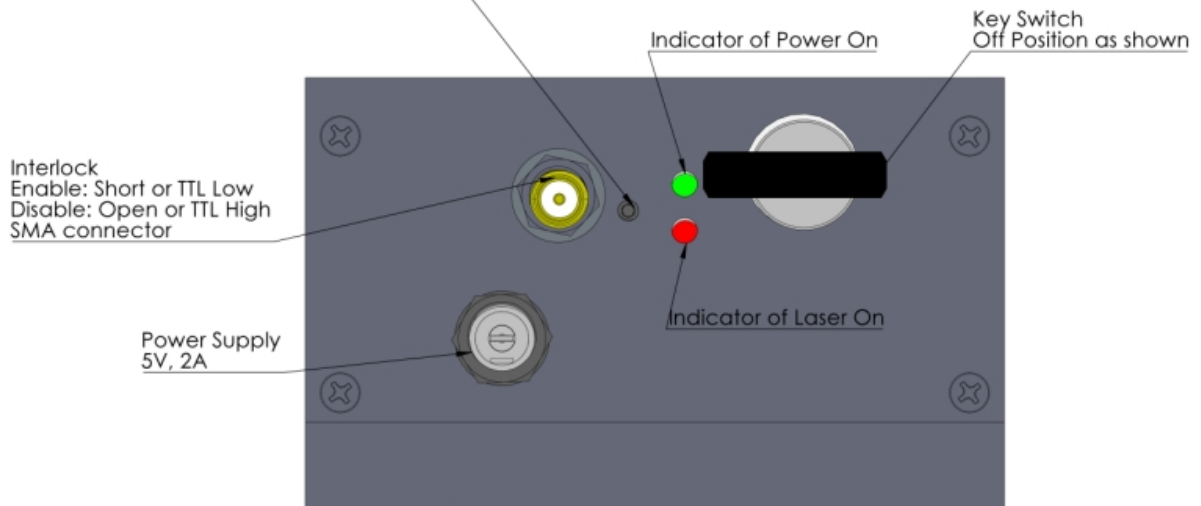 Key Switch
Off Position as shown
Indicator of Power On
Interlock
Enable: Short or TTL Low
Disable: Open or TTL High
SMA connector
Indicator of Laser On
Power Supply
5V, 2A